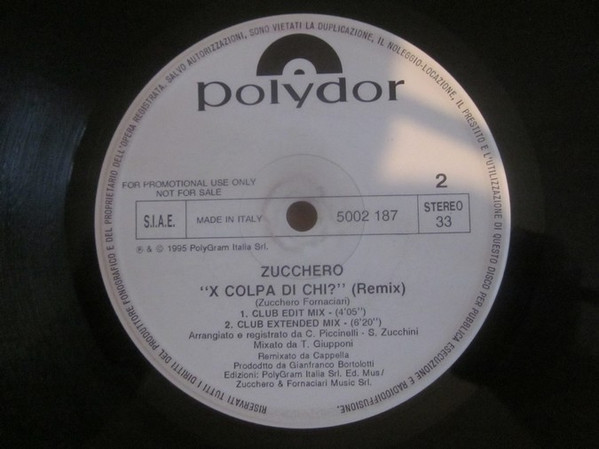 SALVO AUTORIZZAZIONI, SONO VIETATI LA DUPLICAZIONE, IL NOLEGGIO-LOCAZIONE, IL PRESTITO E L'UTILIZZAZIONE DI QUESTO DISCO PER PUBBLICA ESECUZIONE E RADIODIFFUSIONE.
RISERVATI TUTTI I DIRITTI DEL PRODUTTORE FONOGRAFICO E DEL PROPRIETARIO DELL'OPERA REGISTRATA.
polydor
FOR PROMOTIONAL USE ONLY
NOT FOR SALE
2
S.I.A.E.
MADE IN ITALY
5002 187
STEREO
33
℗ & © 1995 PolyGram Italia Srl.
ZUCCHERO
"X COLPA DI CHI?" (Remix)
(Zucchero Fornaciari)
1. CLUB EDIT MIX - (4'05")
2. CLUB EXTENDED MIX - (6'20")
Arrangiato e registrato da C. Piccinelli - S. Zucchini
Mixato da T. Giupponi
Remixato da Cappella
Prododtto da Gianfranco Bortolotti
Edizioni: PolyGram Italia Srl. Ed. Mus/
Zucchero & Fornaciari Music Srl.